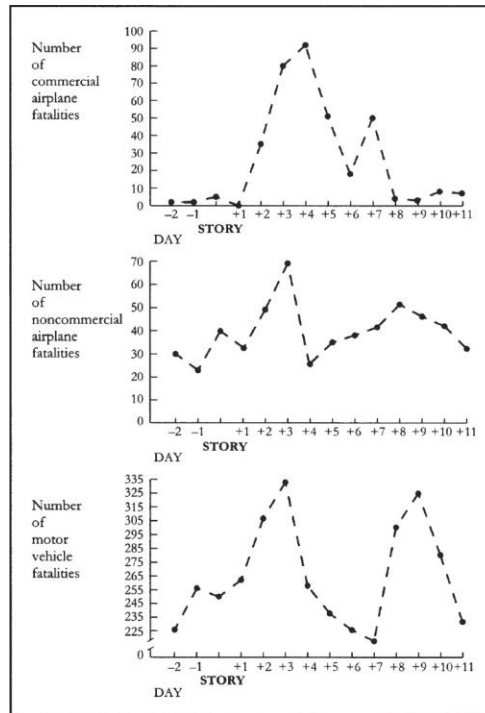 Number
of
commercial
airplane
fatalities
100
90
80
70
60
50
40
30
20
10
0
–2 –1 +1 +2 +3 +4 +5 +6 +7 +8 +9 +10 +11
STORY
DAY
Number
of
noncommercial
airplane
fatalities
70
60
50
40
30
20
10
0
–2 –1 +1 +2 +3 +4 +5 +6 +7 +8 +9 +10 +11
STORY
DAY
Number
of
motor
vehicle
fatalities
335
325
315
305
295
285
275
265
255
245
235
225
0
–2 –1 +1 +2 +3 +4 +5 +6 +7 +8 +9 +10 +11
STORY
DAY